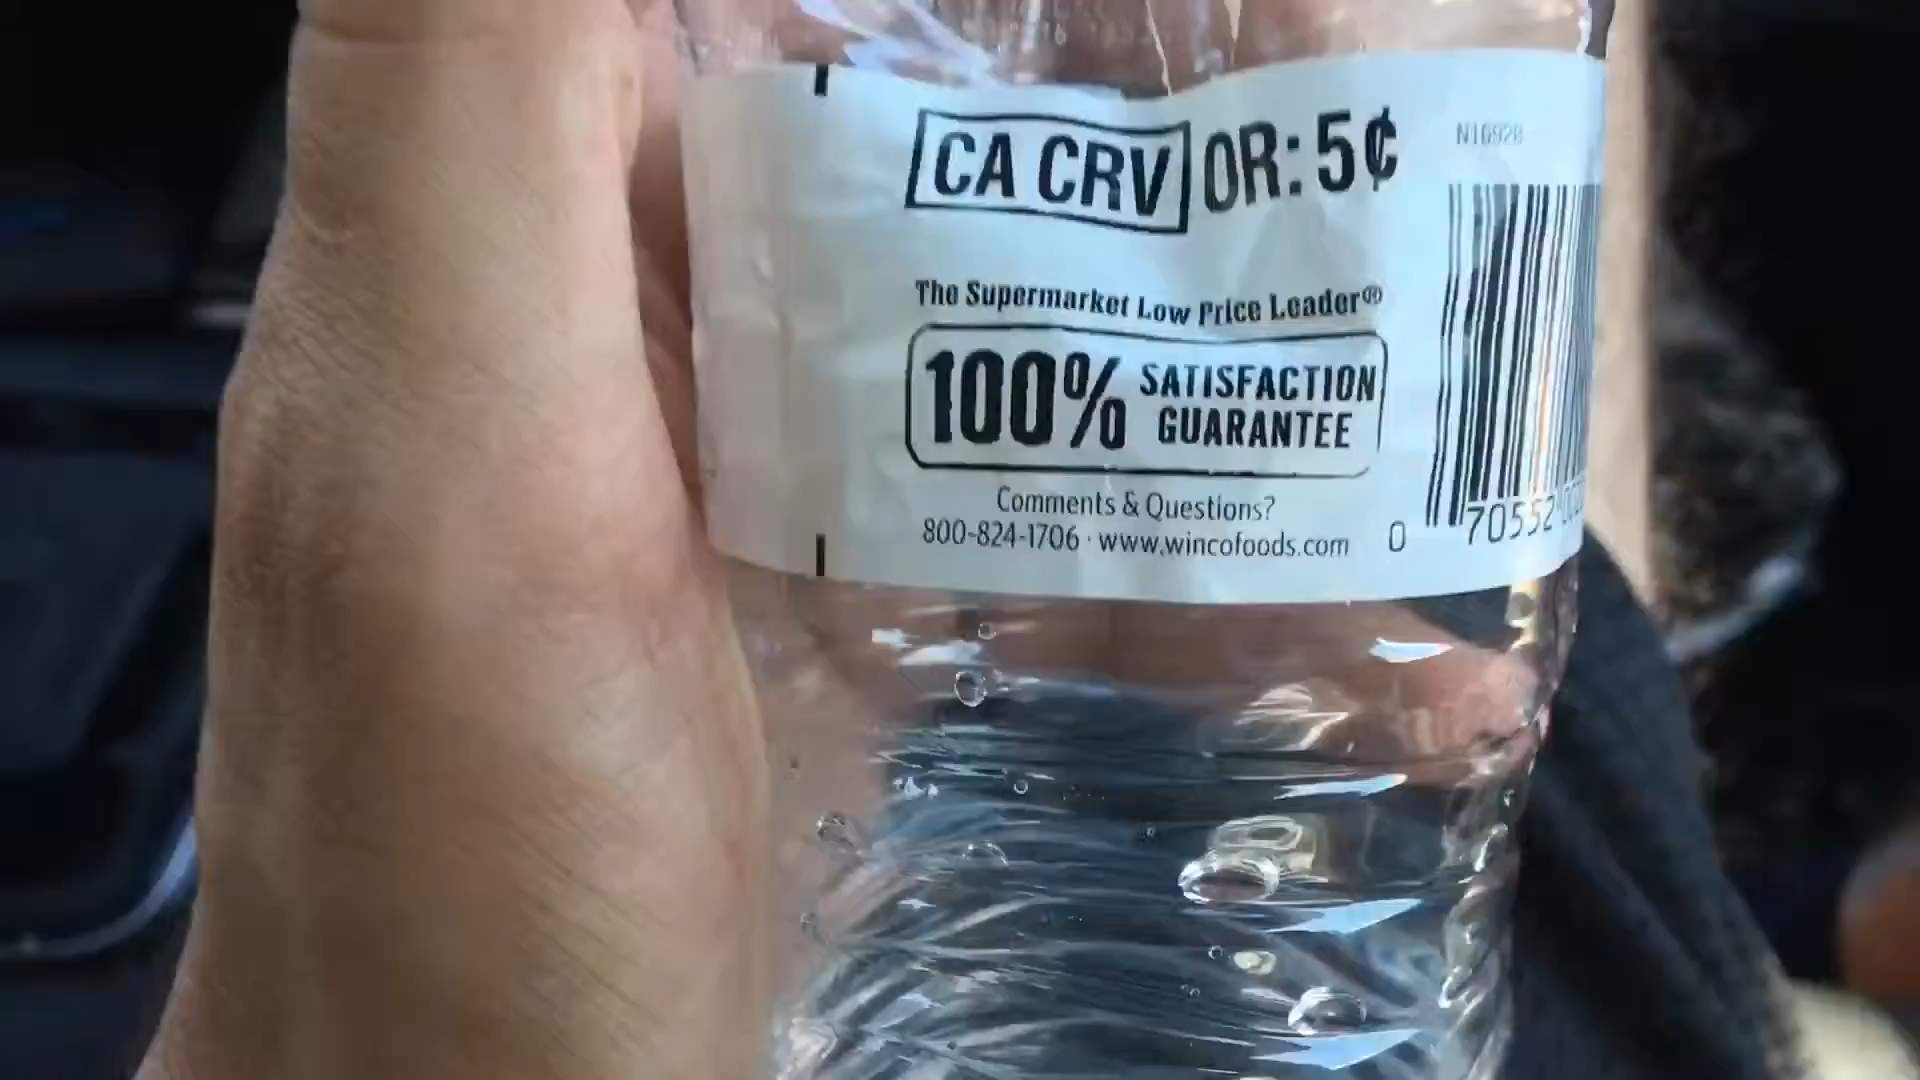 CA CRV OR: 5¢
The Supermarket Low Price Leader®
100% SATISFACTION
GUARANTEE
Comments & Questions?
800-824-1706 · www.wincofoods.com
N16928
0 70552